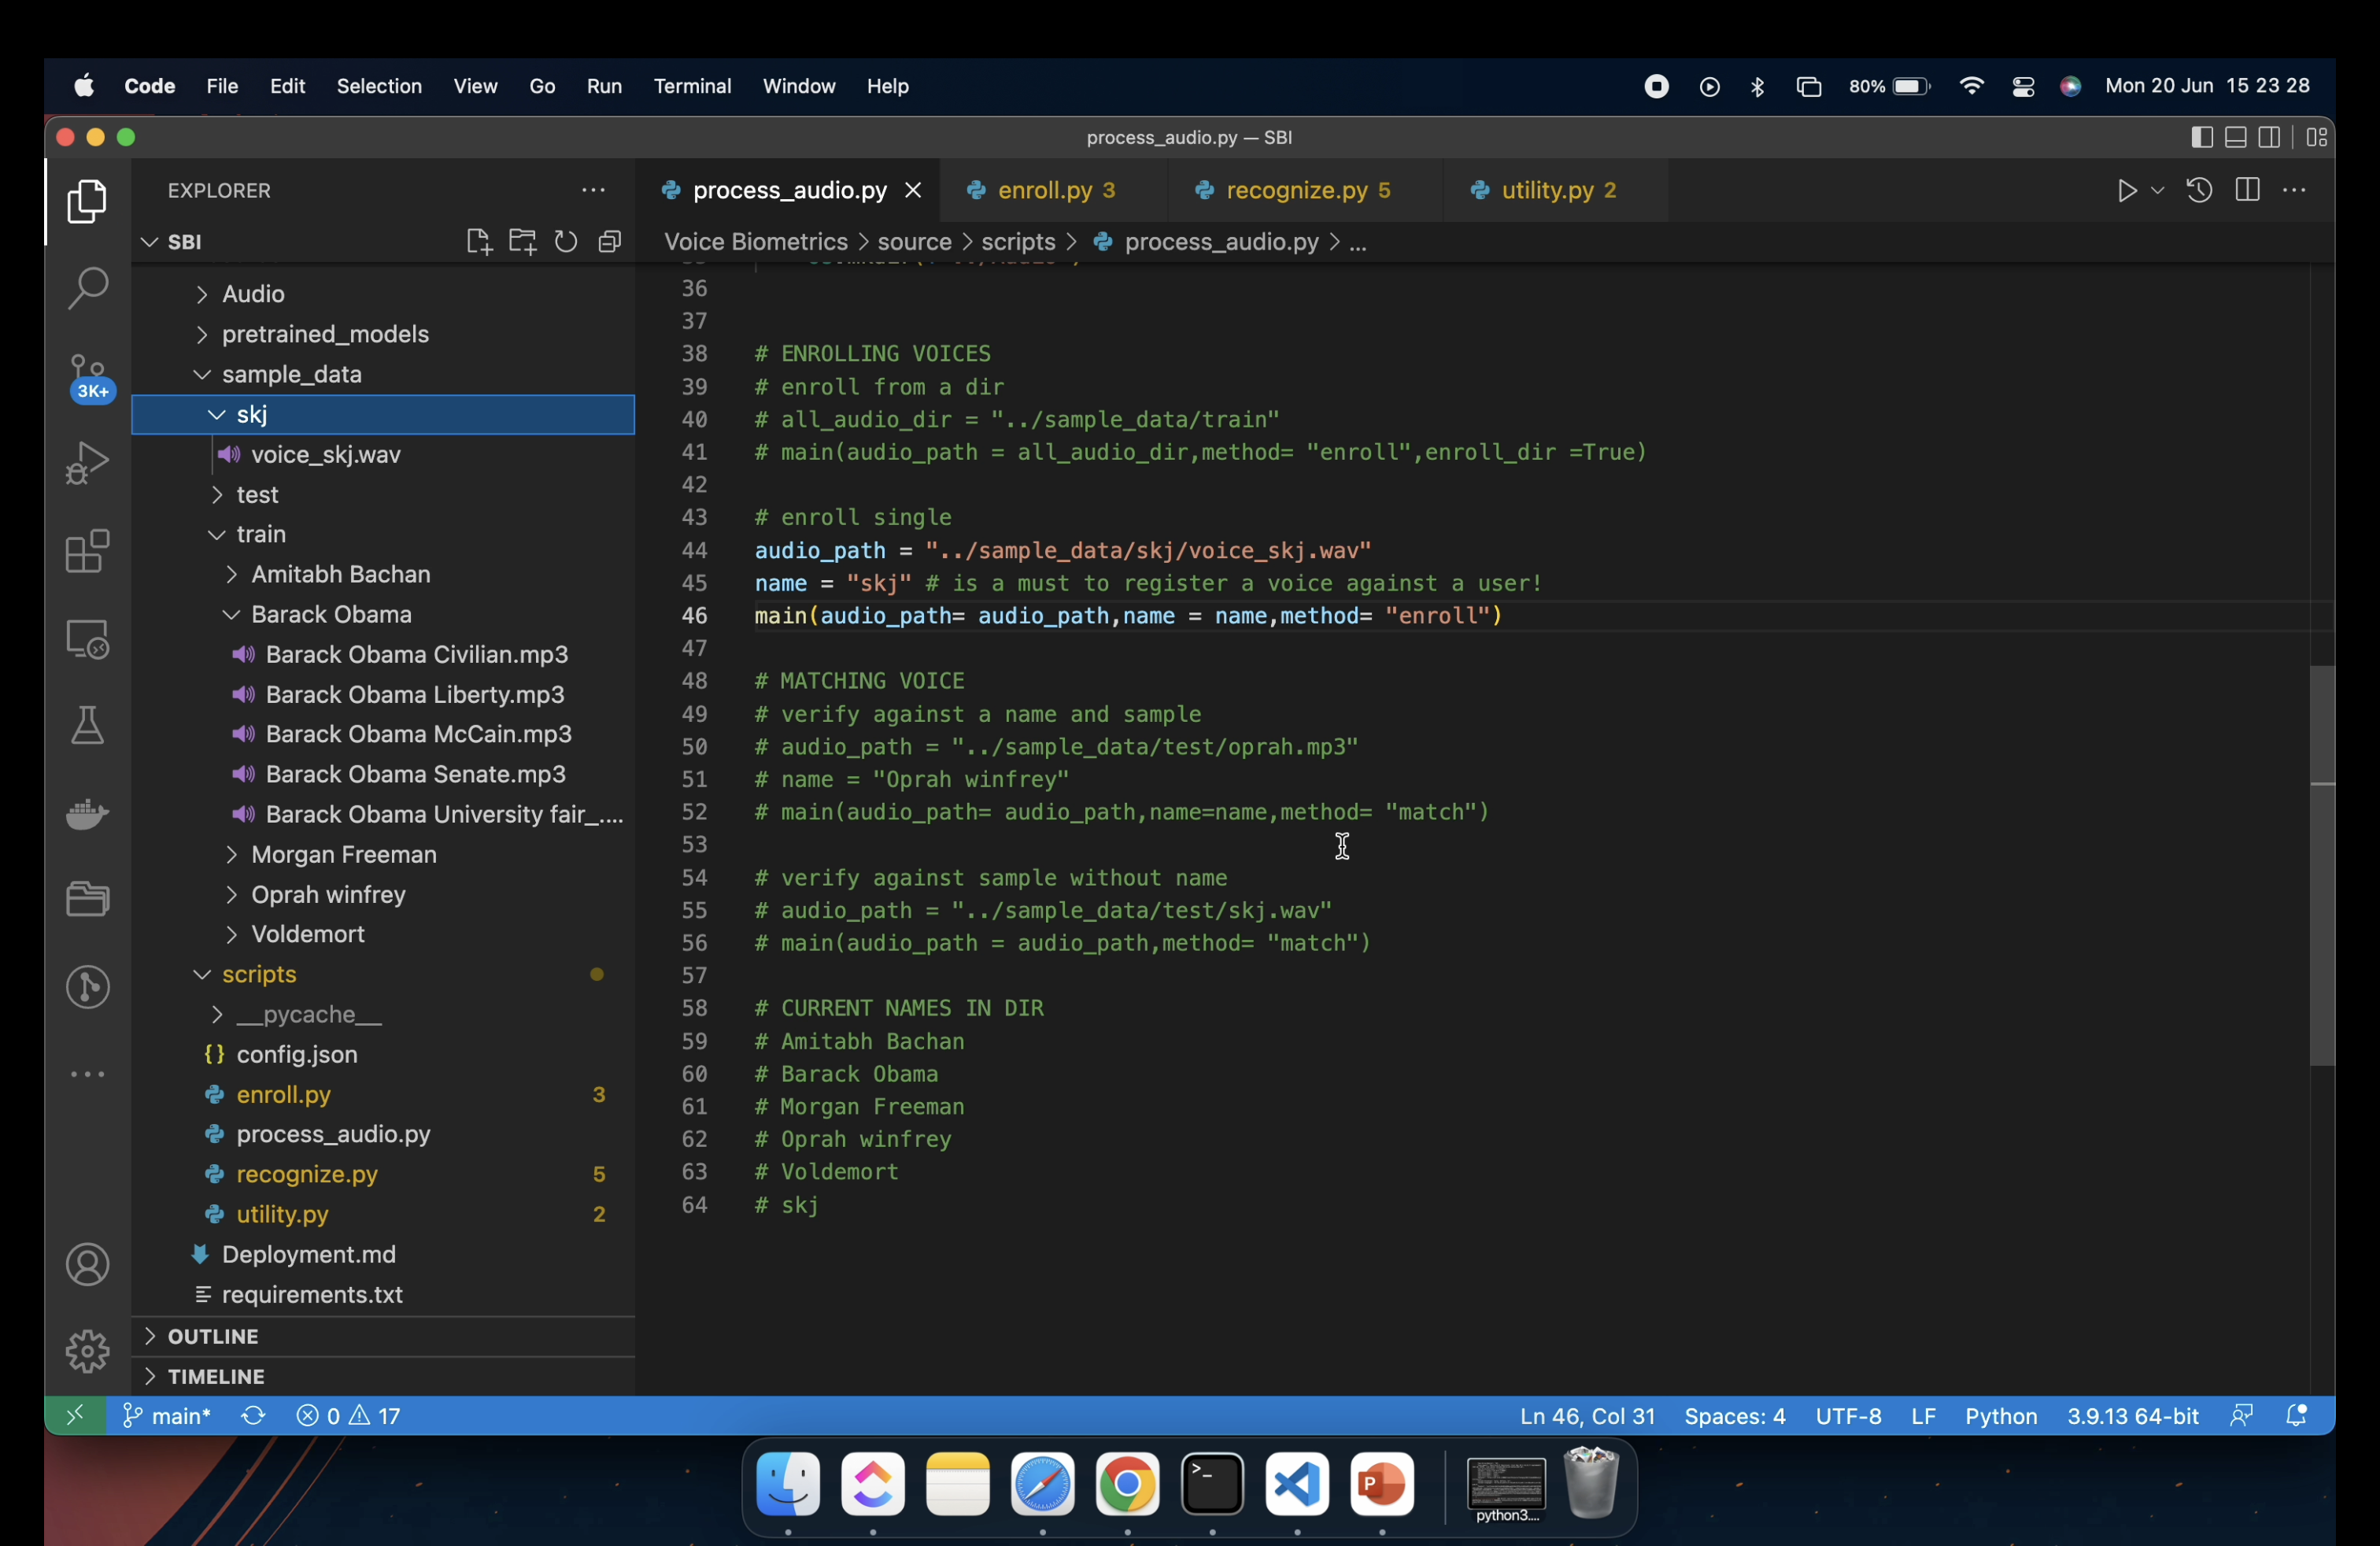 Code File Edit Selection View Go Run Terminal Window Help 80% Mon 20 Jun 15 23 28
process_audio.py — SBI
EXPLORER
SBI
Audio
pretrained_models
sample_data
skj
voice_skj.wav
test
train
Amitabh Bachan
Barack Obama
Barack Obama Civilian.mp3
Barack Obama Liberty.mp3
Barack Obama McCain.mp3
Barack Obama Senate.mp3
Barack Obama University fair_....
Morgan Freeman
Oprah winfrey
Voldemort
scripts
__pycache__
{} config.json
enroll.py 3
process_audio.py
recognize.py 5
utility.py 2
Deployment.md
requirements.txt
OUTLINE
TIMELINE
3K+
process_audio.py enroll.py 3 recognize.py 5 utility.py 2
Voice Biometrics > source > scripts > process_audio.py > ...
36
37
38 # ENROLLING VOICES
39 # enroll from a dir
40 # all_audio_dir = "../sample_data/train"
41 # main(audio_path = all_audio_dir,method= "enroll",enroll_dir =True)
42
43 # enroll single
44 audio_path = "../sample_data/skj/voice_skj.wav"
45 name = "skj" # is a must to register a voice against a user!
46 main(audio_path= audio_path,name = name,method= "enroll")
47
48 # MATCHING VOICE
49 # verify against a name and sample
50 # audio_path = "../sample_data/test/oprah.mp3"
51 # name = "Oprah winfrey"
52 # main(audio_path= audio_path,name=name,method= "match")
53
54 # verify against sample without name
55 # audio_path = "../sample_data/test/skj.wav"
56 # main(audio_path = audio_path,method= "match")
57
58 # CURRENT NAMES IN DIR
59 # Amitabh Bachan
60 # Barack Obama
61 # Morgan Freeman
62 # Oprah winfrey
63 # Voldemort
64 # skj
main* 0 17 Ln 46, Col 31 Spaces: 4 UTF-8 LF Python 3.9.13 64-bit
>_
P
python3....